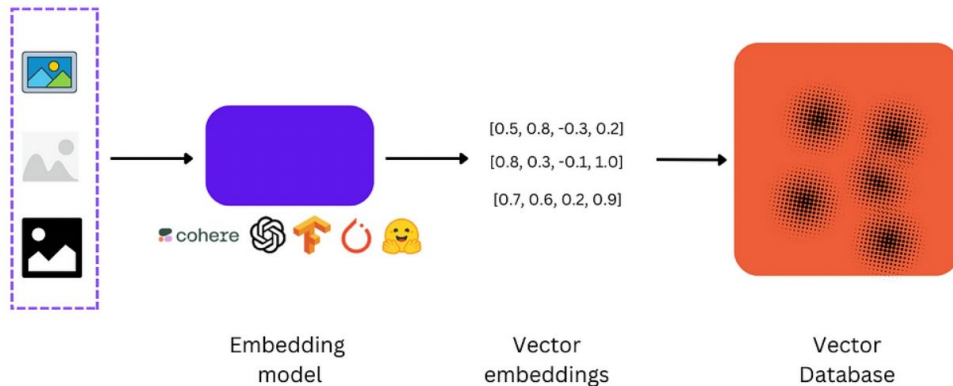 [0.5, 0.8, -0.3, 0.2]
[0.8, 0.3, -0.1, 1.0]
[0.7, 0.6, 0.2, 0.9]
cohere
Embedding
model
Vector
embeddings
Vector
Database